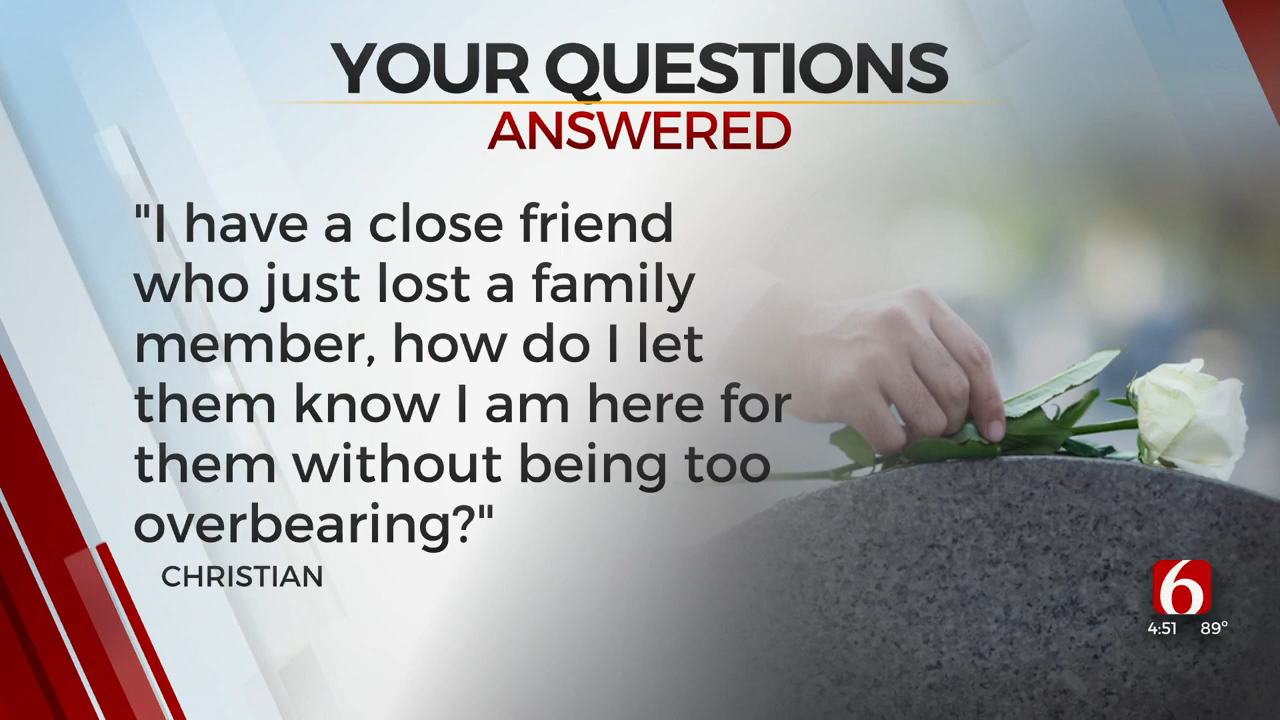 YOUR QUESTIONS
ANSWERED
"I have a close friend
who just lost a family
member, how do I let
them know I am here for
them without being too
overbearing?"
CHRISTIAN
6
4:51 89°